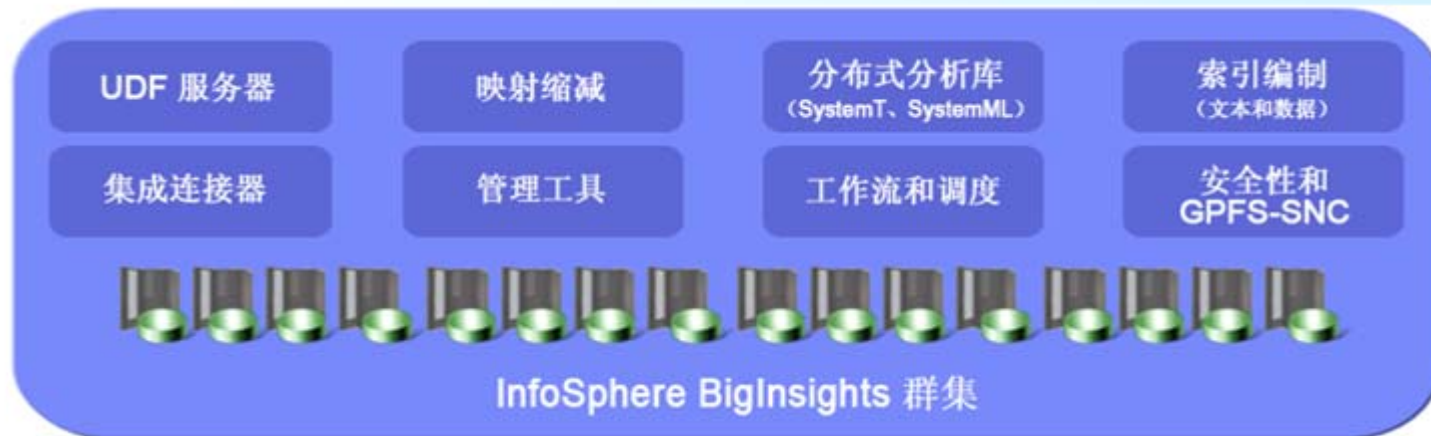 UDF 服务器
映射缩减
分布式分析库
（SystemT、SystemML）
索引编制
（文本和数据）
集成连接器
管理工具
工作流和调度
安全性和
GPFS-SNC
InfoSphere BigInsights 群集